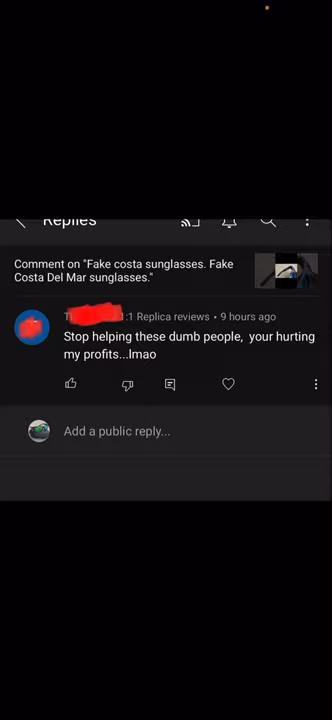 Replies
Comment on "Fake costa sunglasses. Fake
Costa Del Mar sunglasses."
1:1 Replica reviews • 9 hours ago
Stop helping these dumb people, your hurting
my profits...lmao
Add a public reply...